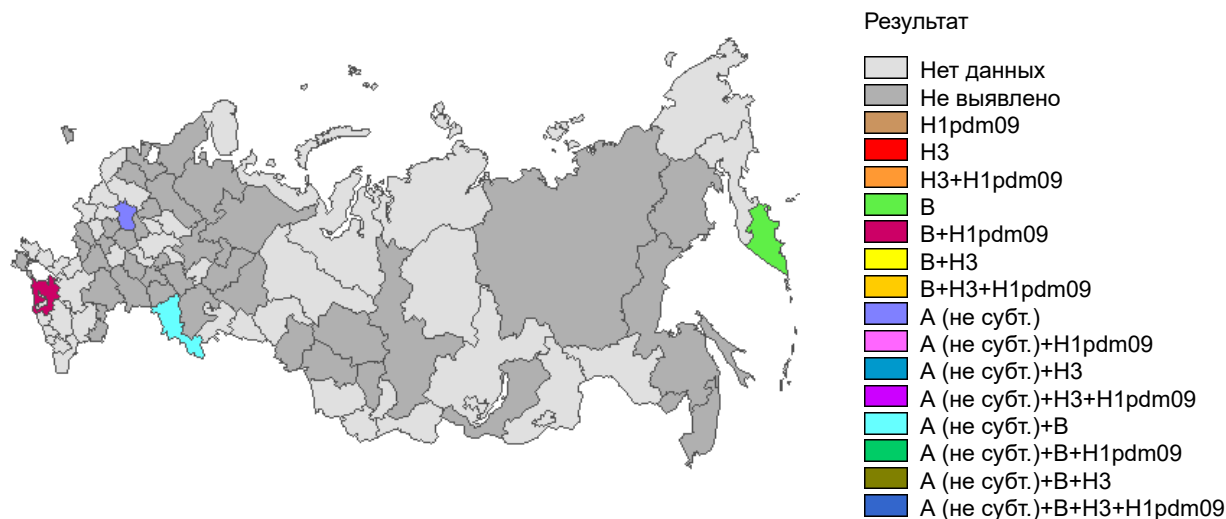 Результат
Нет данных
Не выявлено
H1pdm09
H3
H3+H1pdm09
B
B+H1pdm09
B+H3
B+H3+H1pdm09
А (не субт.)
А (не субт.)+H1pdm09
А (не субт.)+H3
А (не субт.)+H3+H1pdm09
А (не субт.)+B
А (не субт.)+B+H1pdm09
А (не субт.)+B+H3
А (не субт.)+B+H3+H1pdm09